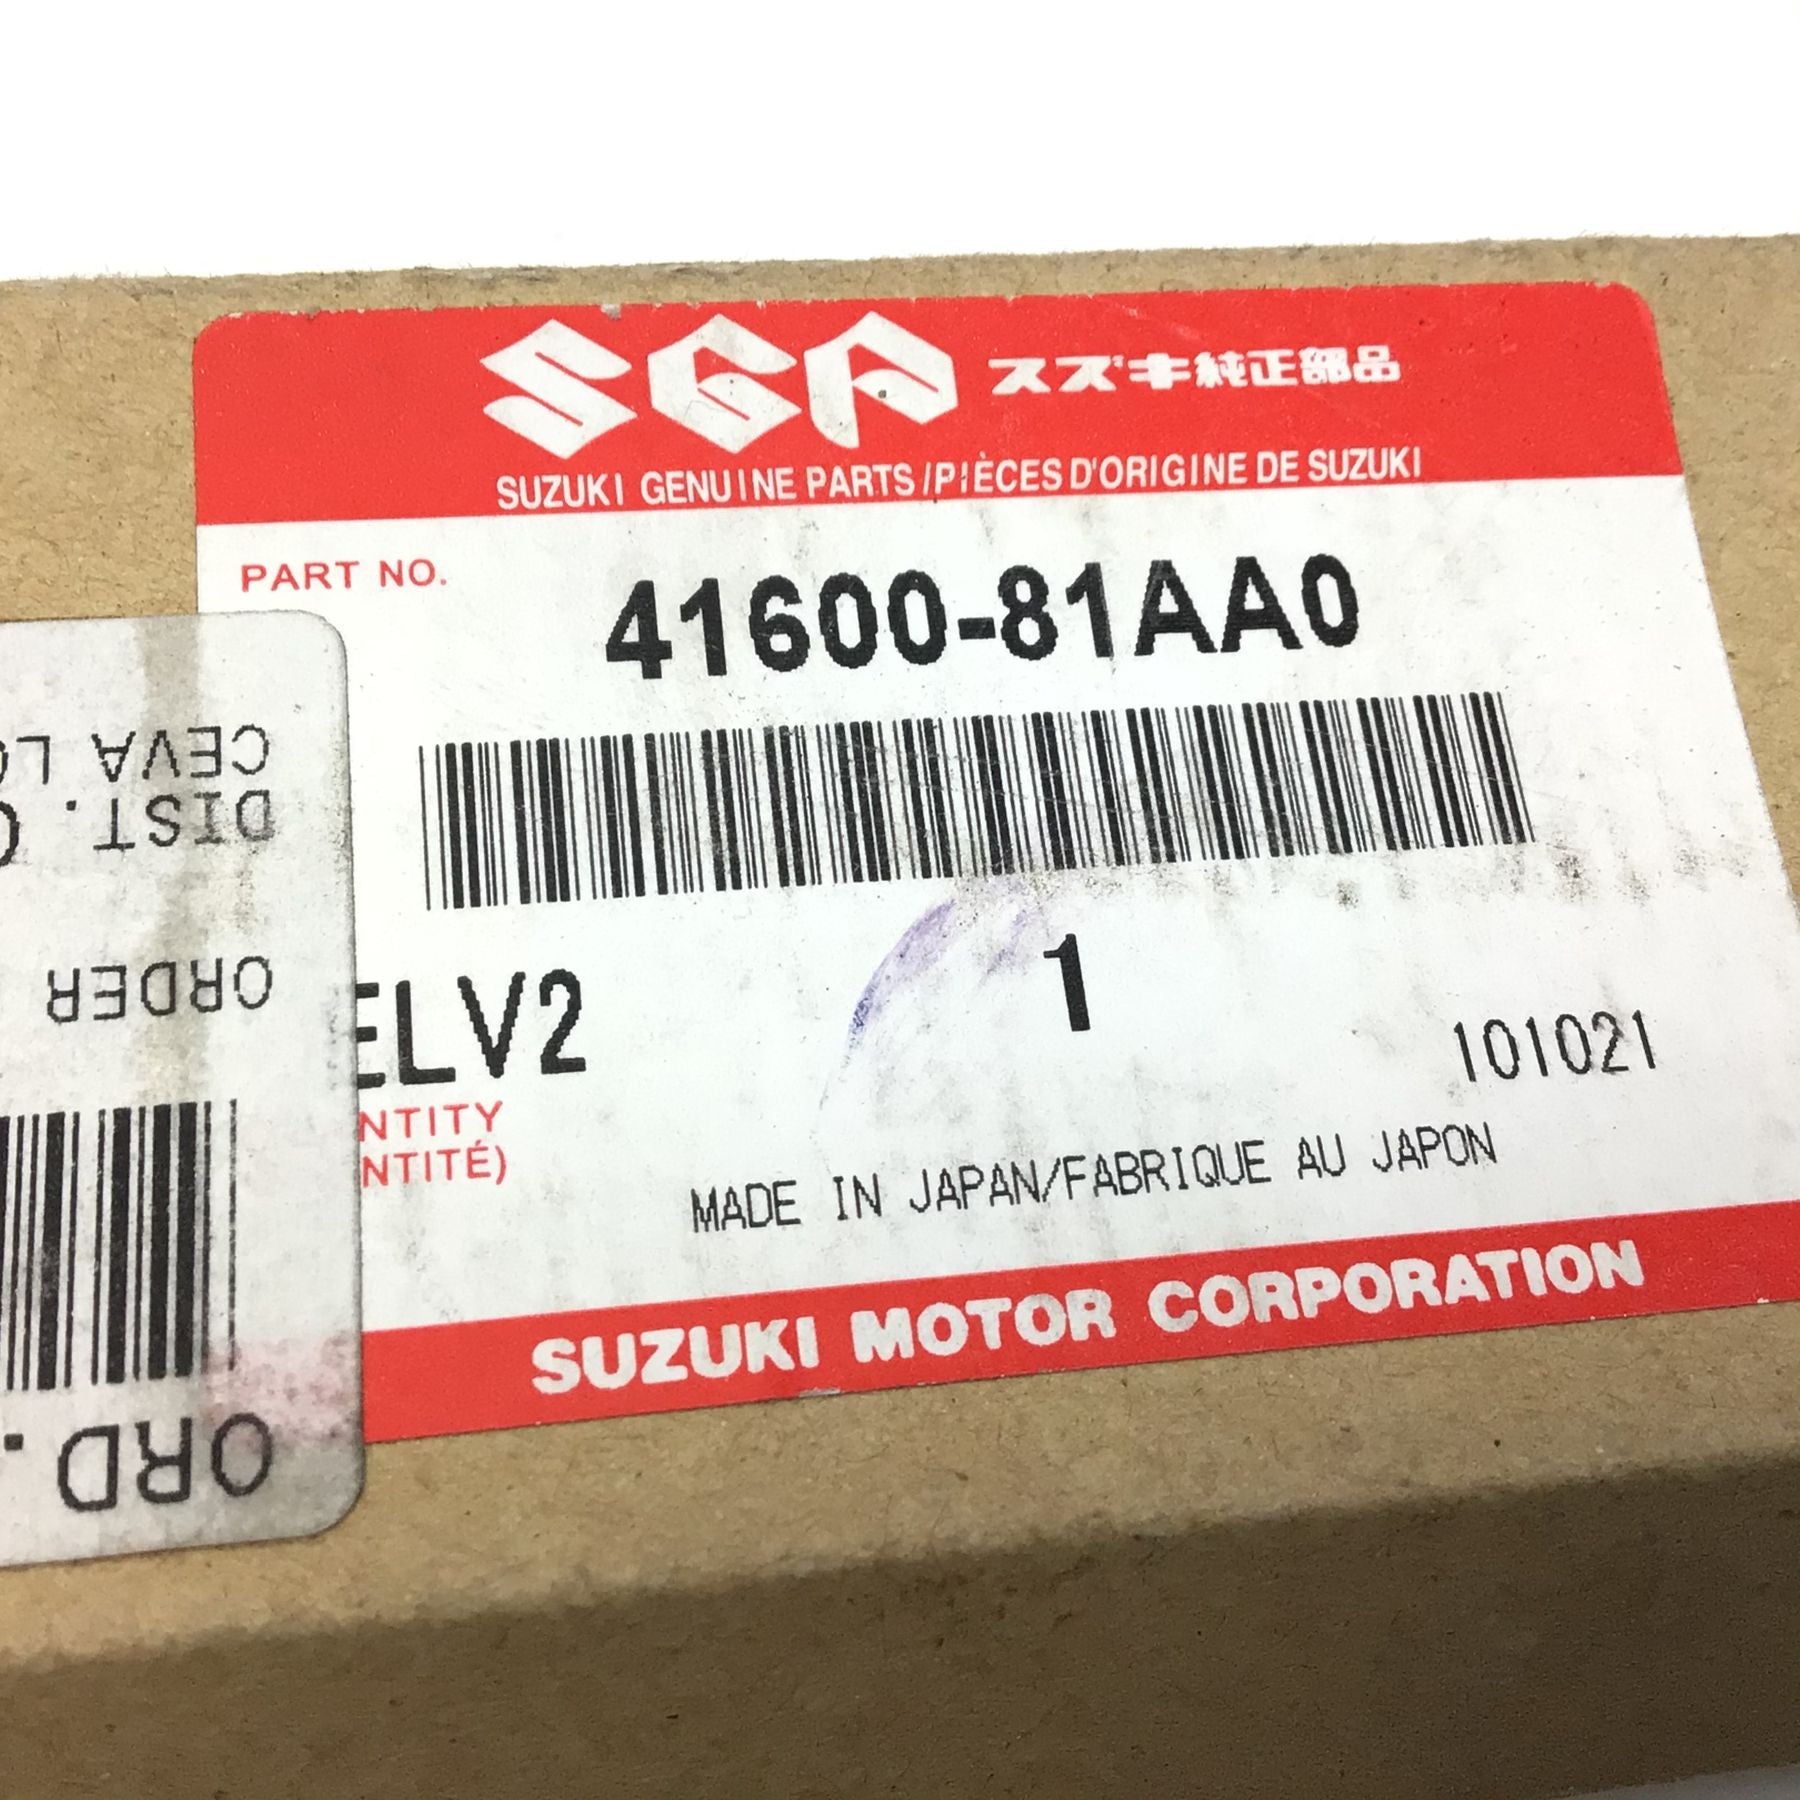 SGP スズキ純正部品
SUZUKI GENUINE PARTS/PIÈCES D'ORIGINE DE SUZUKI
PART NO.
41600-81AA0
ELV2
1
101021
NTITY
NTITÉ)
MADE IN JAPAN/FABRIQUE AU JAPON
SUZUKI MOTOR CORPORATION
ORD.
ORDER
DIST.
CEVA LO